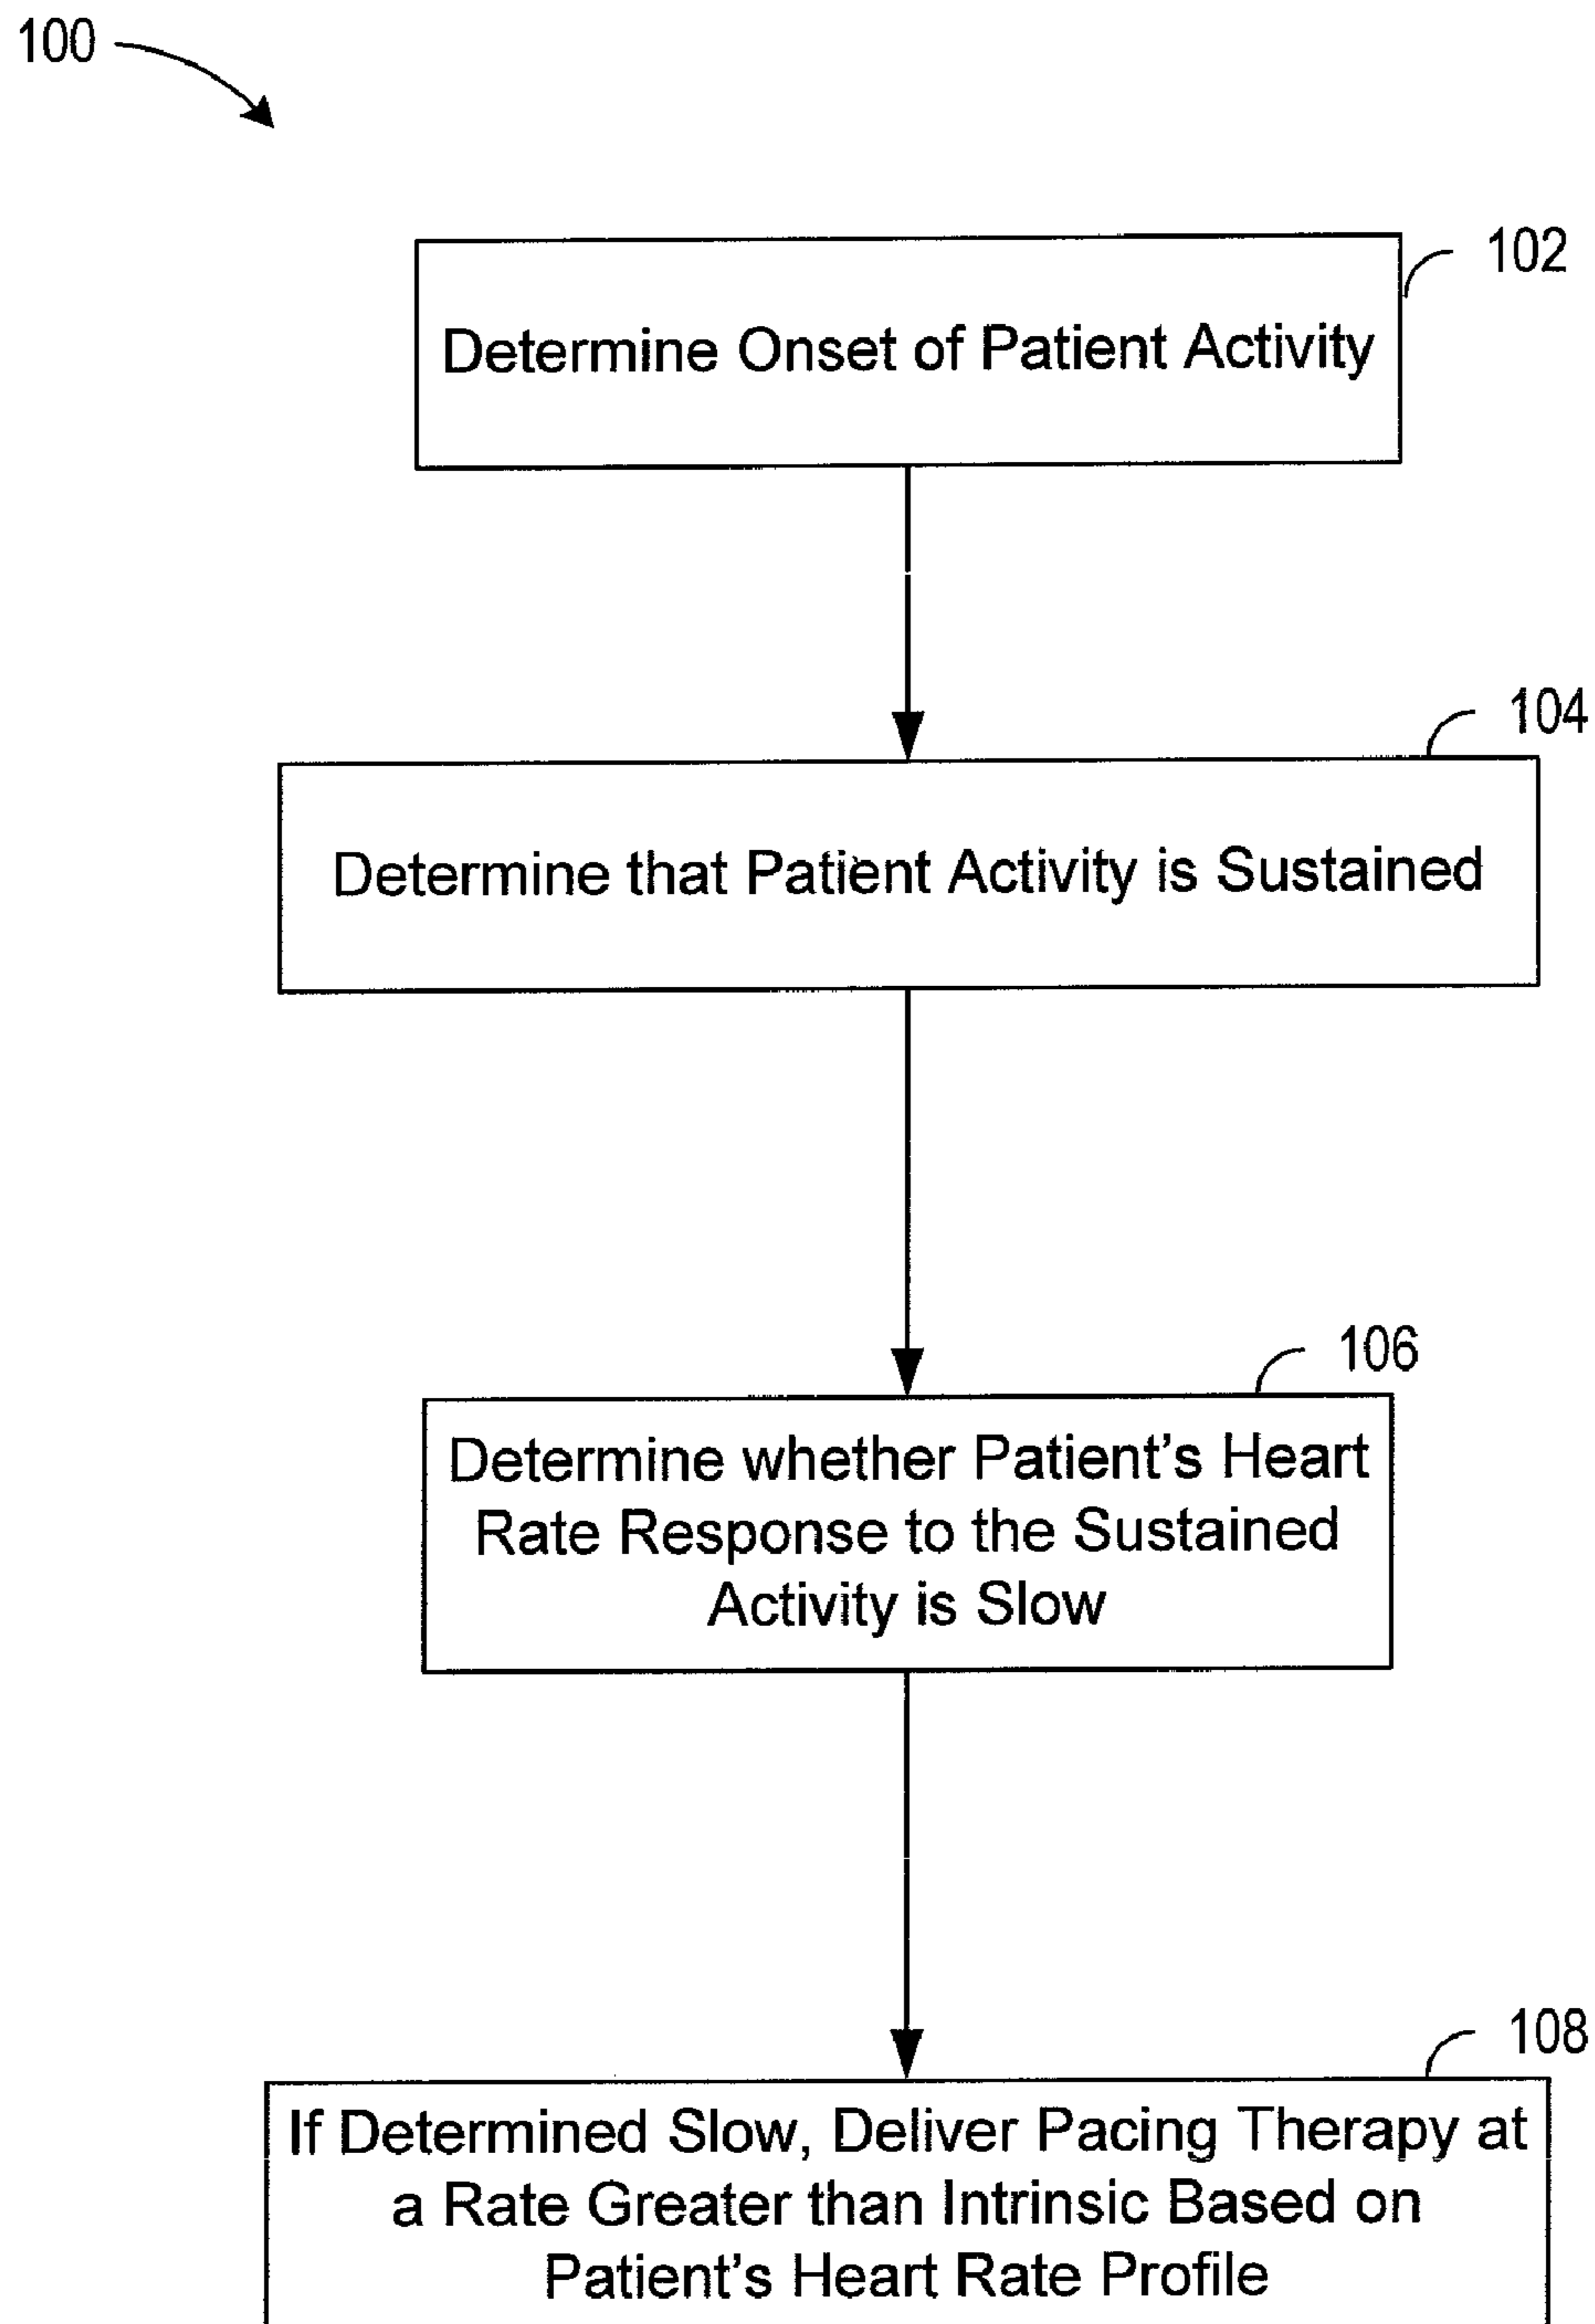 100
102
Determine Onset of Patient Activity
104
Determine that Patient Activity is Sustained
106
Determine whether Patient's Heart
Rate Response to the Sustained
Activity is Slow
108
If Determined Slow, Deliver Pacing Therapy at
a Rate Greater than Intrinsic Based on
Patient's Heart Rate Profile